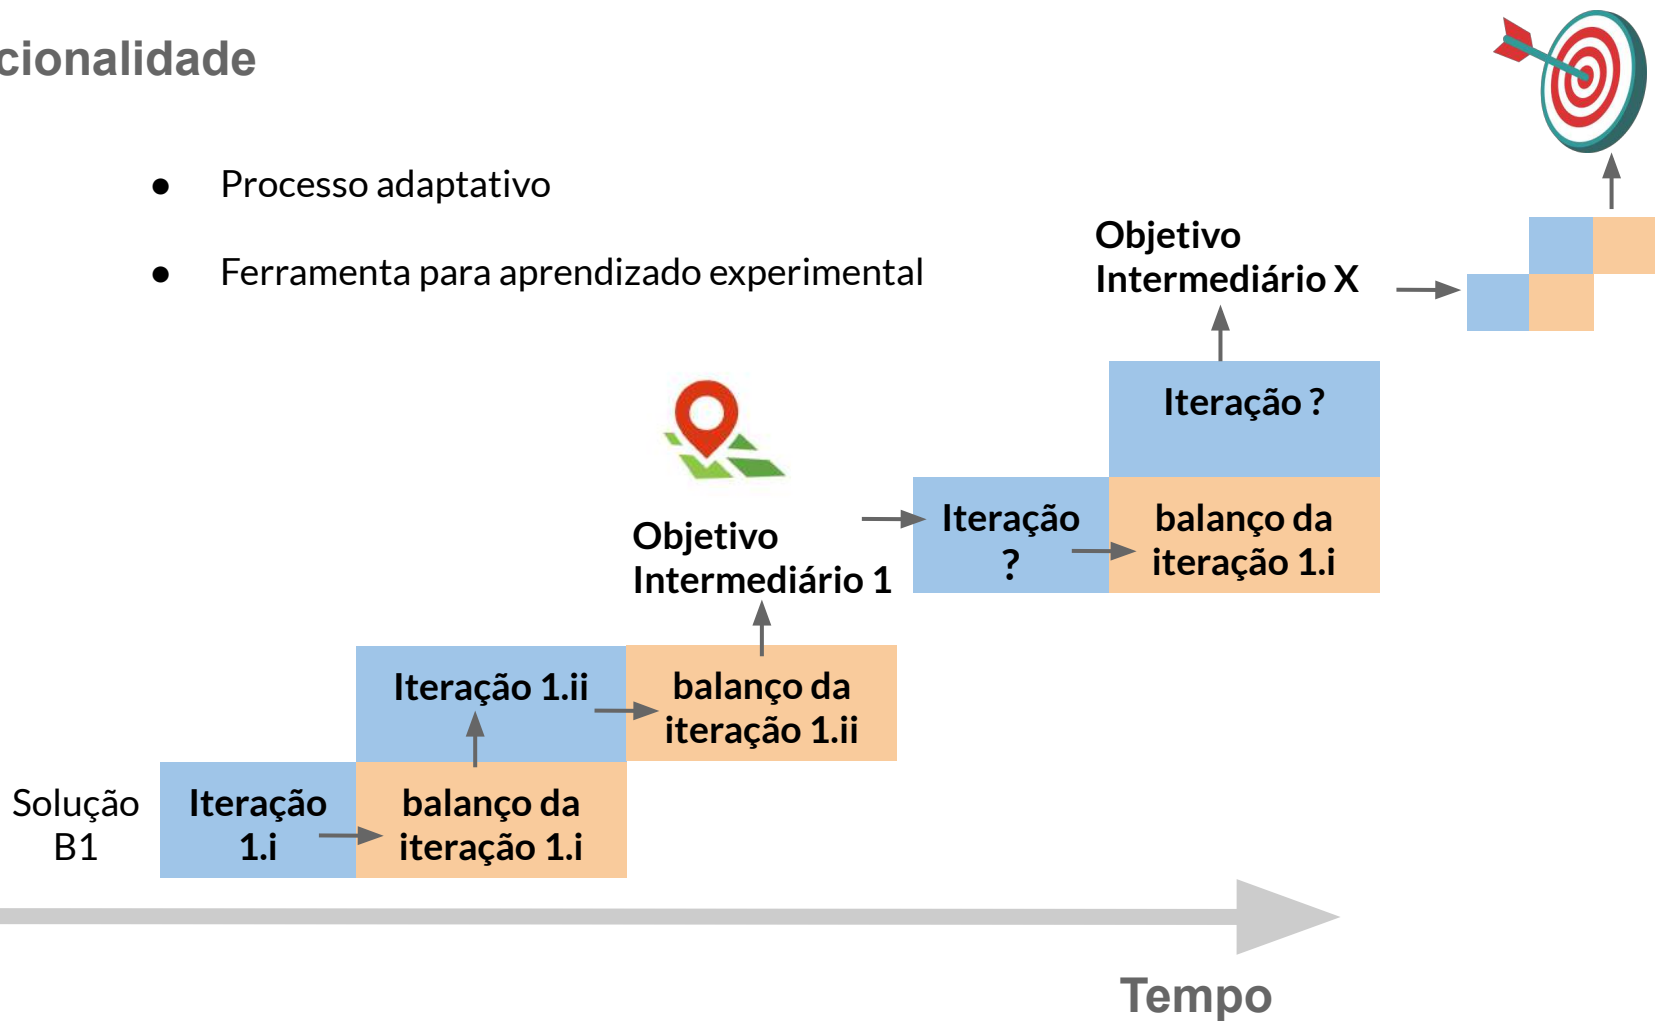 cionalidade
● Processo adaptativo
● Ferramenta para aprendizado experimental
Objetivo
Intermediário X
Iteração ?
Iteração
?
balanço da
iteração 1.i
Objetivo
Intermediário 1
Iteração 1.ii
balanço da
iteração 1.ii
Solução
B1
Iteração
1.i
balanço da
iteração 1.i
Tempo